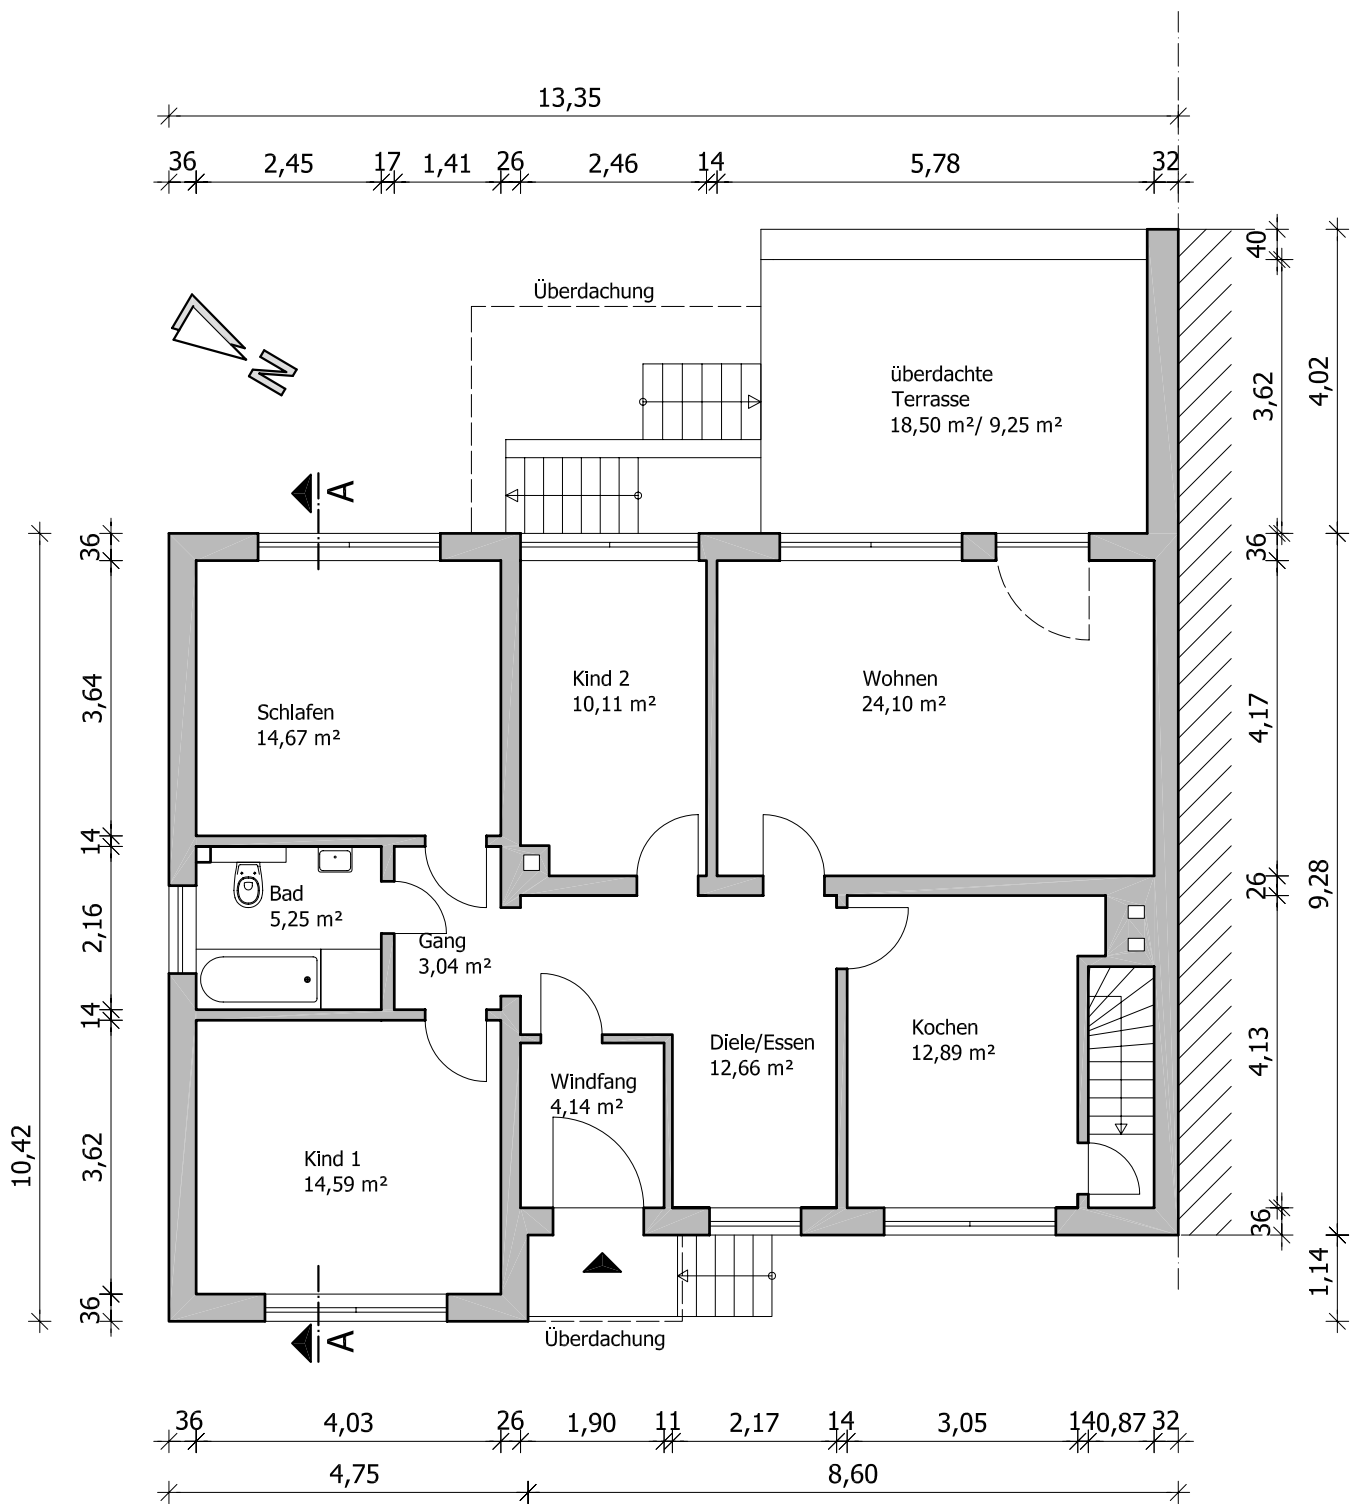 13,35
36 2,45 17 1,41 26 2,46 14 5,78 32
40
Überdachung
N
überdachte
Terrasse
18,50 m²/ 9,25 m²
3,62
4,02
A
36
36
Kind 2
10,11 m²
Wohnen
24,10 m²
Schlafen
14,67 m²
3,64
4,17
14
Bad
5,25 m²
26
9,28
2,16
Gang
3,04 m²
14
Kochen
12,89 m²
Diele/Essen
12,66 m²
4,13
Windfang
4,14 m²
10,42
3,62
Kind 1
14,59 m²
36
1,14
36
A
Überdachung
36 4,03 26 1,90 11 2,17 14 3,05 14 0,87 32
4,75 8,60